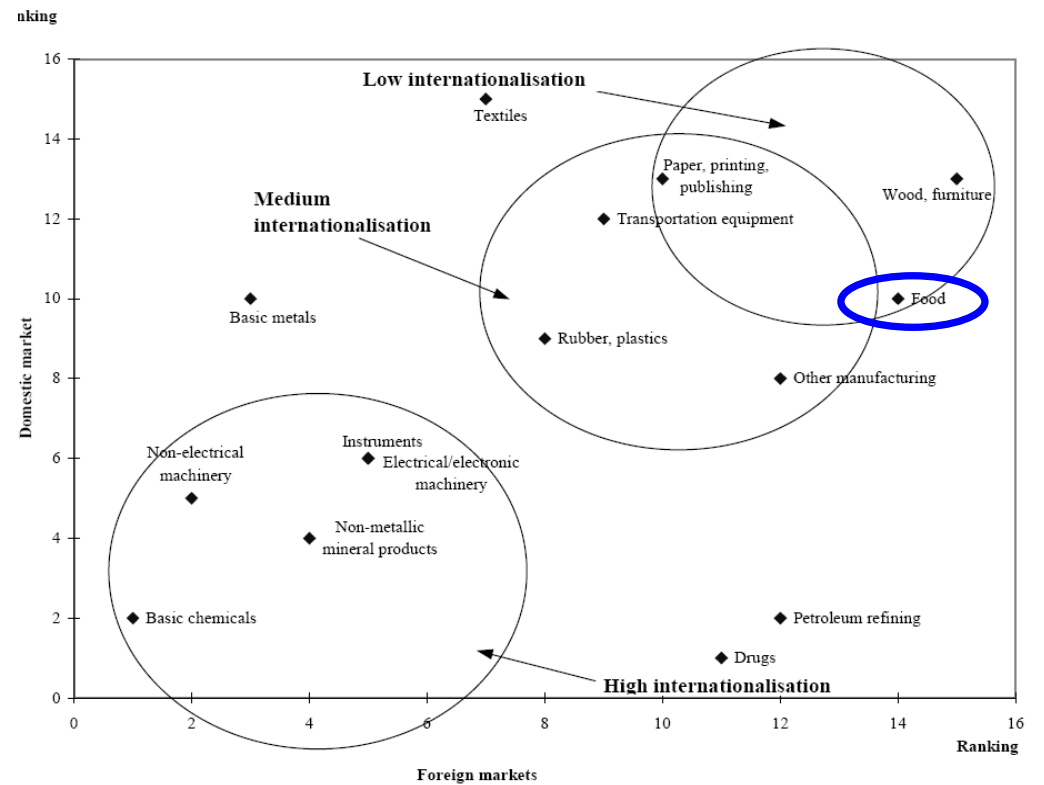 nking
16
Low internationalisation
Textiles
14
Paper, printing,
publishing
Wood, furniture
Medium
internationalisation
12
Transportation equipment
10
Food
Basic metals
Rubber, plastics
8
Other manufacturing
Domestic market
Instruments
Non-electrical
machinery
6
Electrical/electronic
machinery
Non-metallic
mineral products
4
2
Basic chemicals
Petroleum refining
Drugs
High internationalisation
0
0 2 4 6 8 10 12 14 16
Ranking
Foreign markets